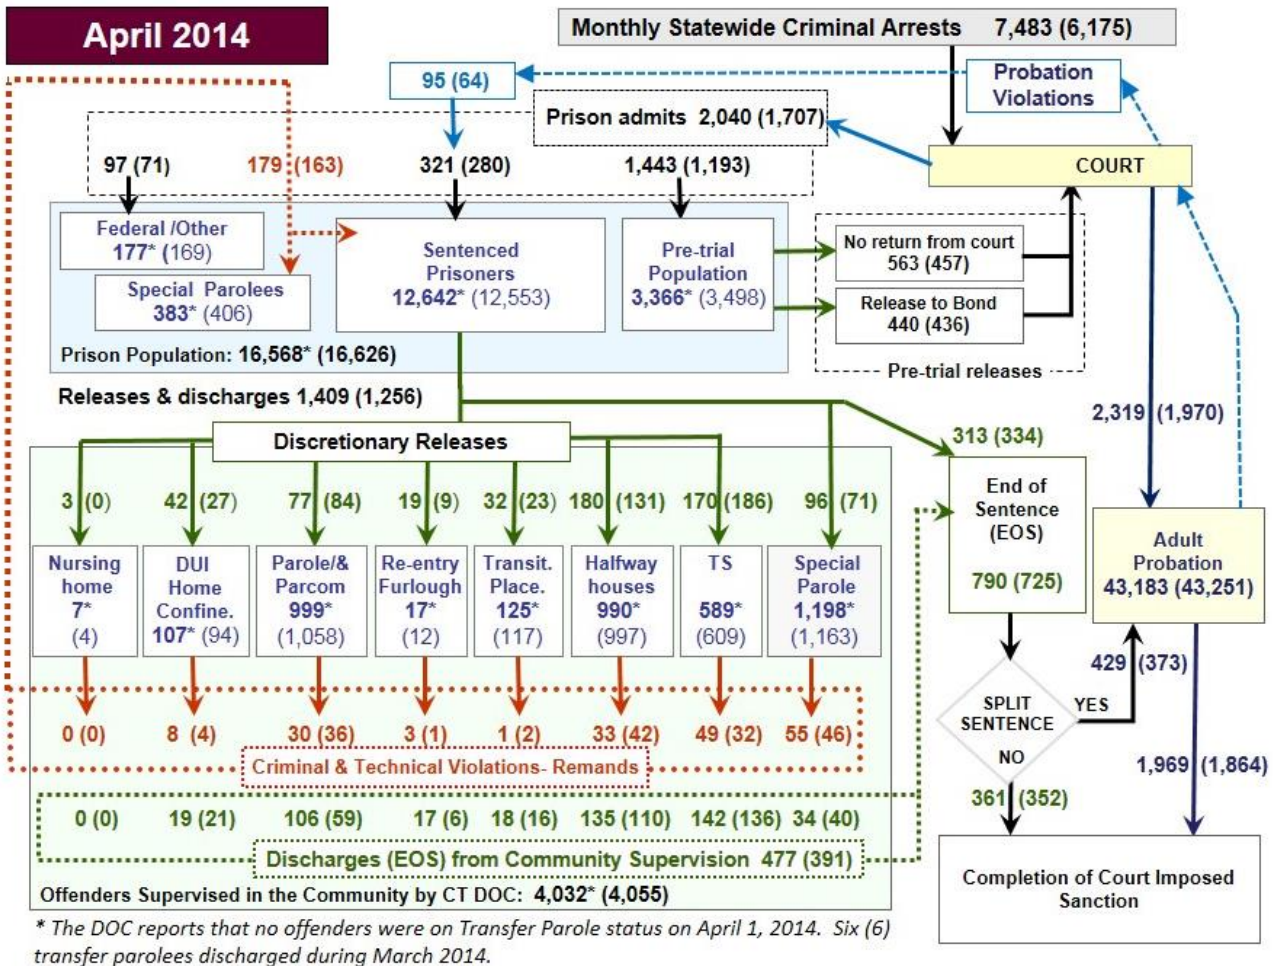 April 2014
Monthly Statewide Criminal Arrests 7,483 (6,175)
95 (64)
Probation
Violations
Prison admits 2,040 (1,707)
97 (71)
179 (163)
321 (280)
1,443 (1,193)
COURT
Federal /Other
177* (169)
Special Parolees
383* (406)
Sentenced
Prisoners
12,642* (12,553)
Pre-trial
Population
3,366* (3,498)
No return from court
563 (457)
Release to Bond
440 (436)
Prison Population: 16,568* (16,626)
Pre-trial releases
Releases & discharges 1,409 (1,256)
2,319 (1,970)
Discretionary Releases
313 (334)
3 (0)
42 (27)
77 (84)
19 (9)
32 (23)
180 (131)
170 (186)
96 (71)
End of
Sentence
(EOS)
790 (725)
Adult
Probation
43,183 (43,251)
Nursing
home
7*
(4)
DUI
Home
Confine.
107* (94)
Parole/&
Parcom
999*
(1,058)
Re-entry
Furlough
17*
(12)
Transit.
Place.
125*
(117)
Halfway
houses
990*
(997)
TS
589*
(609)
Special
Parole
1,198*
(1,163)
429 (373)
SPLIT
SENTENCE
YES
NO
0 (0)
8 (4)
30 (36)
3 (1)
1 (2)
33 (42)
49 (32)
55 (46)
Criminal & Technical Violations- Remands
1,969 (1,864)
361 (352)
0 (0)
19 (21)
106 (59)
17 (6)
18 (16)
135 (110)
142 (136)
34 (40)
Discharges (EOS) from Community Supervision 477 (391)
Completion of Court Imposed
Sanction
Offenders Supervised in the Community by CT DOC: 4,032* (4,055)
* The DOC reports that no offenders were on Transfer Parole status on April 1, 2014. Six (6)
transfer parolees discharged during March 2014.